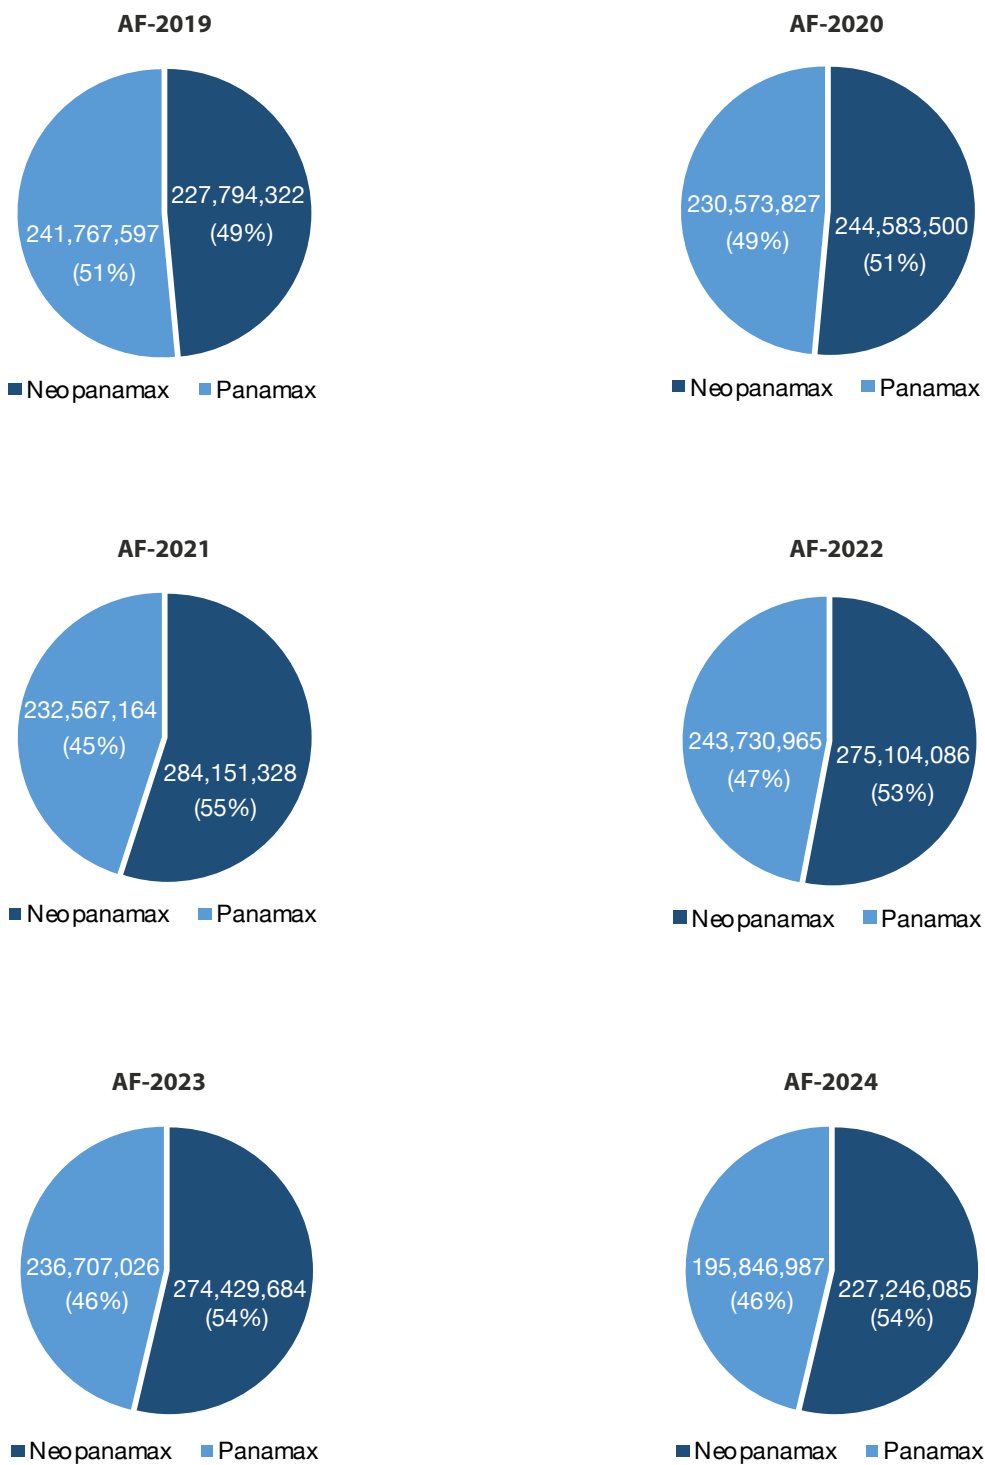 AF-2019
227,794,322
(49%)
241,767,597
(51%)
Neopanamax Panamax
AF-2020
230,573,827
(49%)
244,583,500
(51%)
Neopanamax Panamax
AF-2021
232,567,164
(45%)
284,151,328
(55%)
Neopanamax Panamax
AF-2022
243,730,965
(47%)
275,104,086
(53%)
Neopanamax Panamax
AF-2023
236,707,026
(46%)
274,429,684
(54%)
Neopanamax Panamax
AF-2024
195,846,987
(46%)
227,246,085
(54%)
Neopanamax Panamax